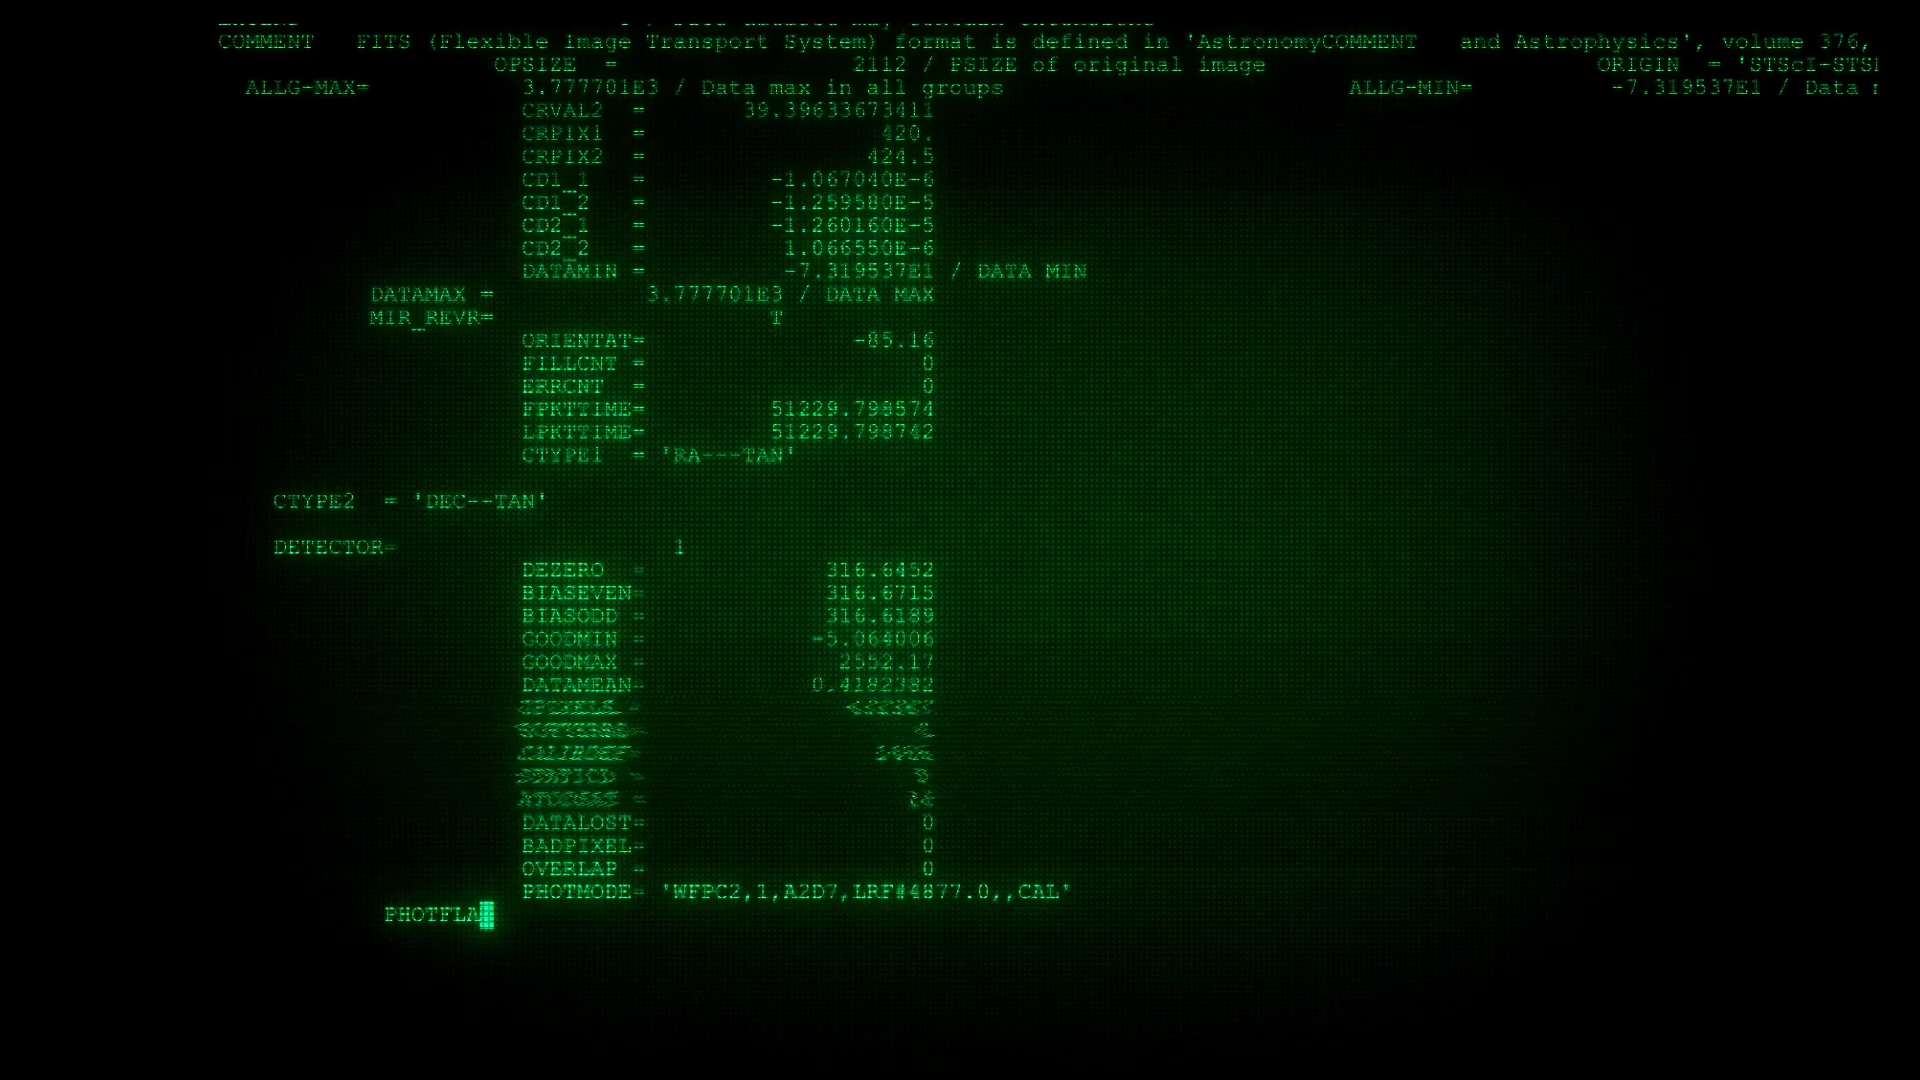 COMMENT   FITS (Flexible Image Transport System) format is defined in 'AstronomyCOMMENT   and Astrophysics', volume 376,
OPSIZE  =                 2112 / PSIZE of original image                        ORIGIN  = 'STScI-STS
ALLG-MAX=           3.777701E3 / Data max in all groups                         ALLG-MIN=          -7.319537E1 / Data
CRVAL2  =       39.39633673411
CRPIX1  =                 420.
CRPIX2  =                424.5
CD1_1   =         -1.067040E-6
CD1_2   =         -1.259580E-5
CD2_1   =         -1.260160E-5
CD2_2   =          1.066550E-6
DATAMIN =          -7.319537E1 / DATA MIN
DATAMAX =           3.777701E3 / DATA MAX
MIR_REVR=                    T
ORIENTAT=               -85.16
FILLCNT =                    0
ERRCNT  =                    0
FPKTTIME=         51229.798574
LPKTTIME=         51229.798742
CTYPE1  = 'RA---TAN'
CTYPE2  = 'DEC--TAN'
DETECTOR=                    1
DEZERO  =             316.6452
BIASEVEN=             316.6715
BIASODD =             316.6189
GOODMIN =            -5.064006
GOODMAX =              2552.17
DATAMEAN=            0.4182382
DATALOST=                    0
BADPIXEL=                    0
OVERLAP =                    0
PHOTMODE= 'WFPC2,1,A2D7,LRF#4877.0,,CAL'
PHOTFLA